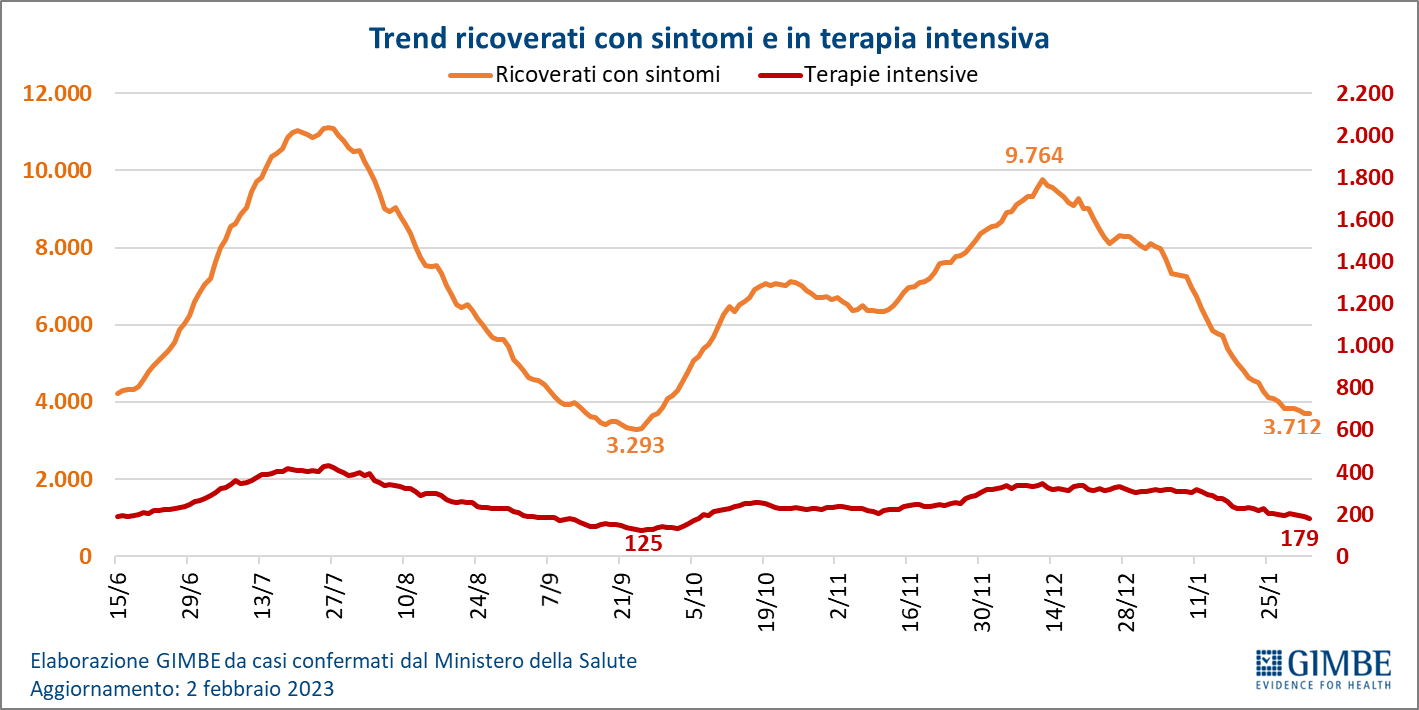 Trend ricoverati con sintomi e in terapia intensiva
Ricoverati con sintomi Terapie intensive
12.000 2.200
2.000
10.000 9.764 1.800
1.600
8.000 1.400
1.200
6.000 1.000
800
4.000 3.293 3.712 600
2.000 400
200
0 125 179 0
15/6 29/6 13/7 27/7 10/8 24/8 7/9 21/9 5/10 19/10 2/11 16/11 30/11 14/12 28/12 11/1 25/1
Elaborazione GIMBE da casi confermati dal Ministero della Salute
Aggiornamento: 2 febbraio 2023
GIMBE
EVIDENCE FOR HEALTH